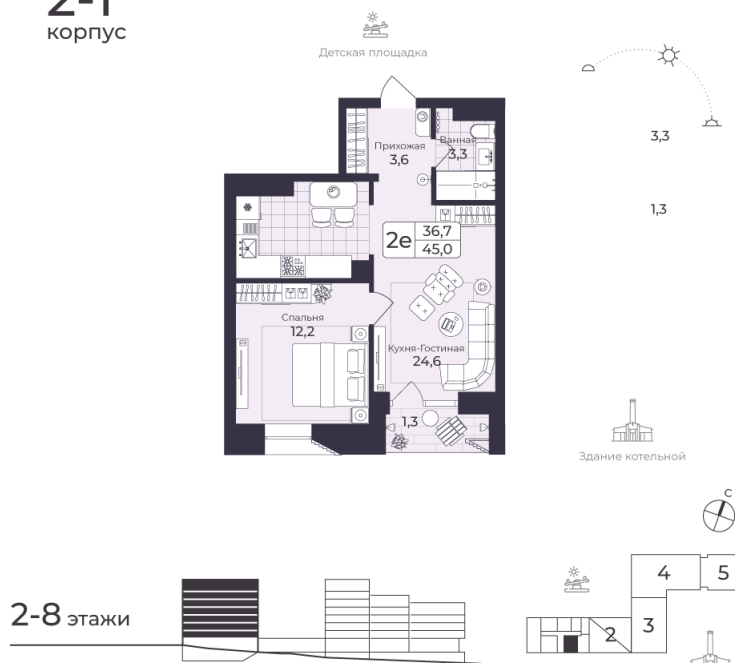 2-1
корпус
Детская площадка
Прихожая
3,6
Ванная
3,3
3,3
1,3
2е
36,7
45,0
Спальня
12,2
Кухня-Гостиная
24,6
1,3
Здание котельной
С
2-8 этажи
4
5
2
3